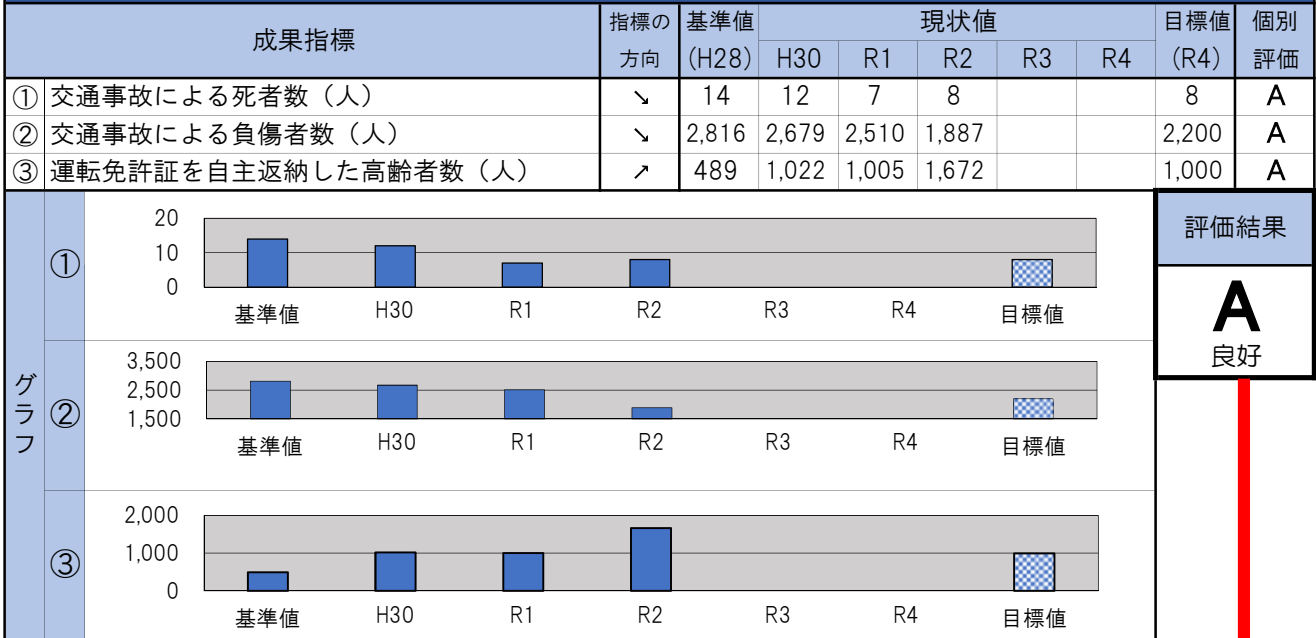 成果指標 指標の方向 基準値(H28) 現状値 目標値(R4) 個別評価
H30 R1 R2 R3 R4
① 交通事故による死者数（人） ↘ 14 12 7 8 8 A
② 交通事故による負傷者数（人） ↘ 2,816 2,679 2,510 1,887 2,200 A
③ 運転免許証を自主返納した高齢者数（人） ↗ 489 1,022 1,005 1,672 1,000 A
グラフ
①
20
10
0
基準値 H30 R1 R2 R3 R4 目標値
②
3,500
2,500
1,500
基準値 H30 R1 R2 R3 R4 目標値
③
2,000
1,000
0
基準値 H30 R1 R2 R3 R4 目標値
評価結果
A
良好